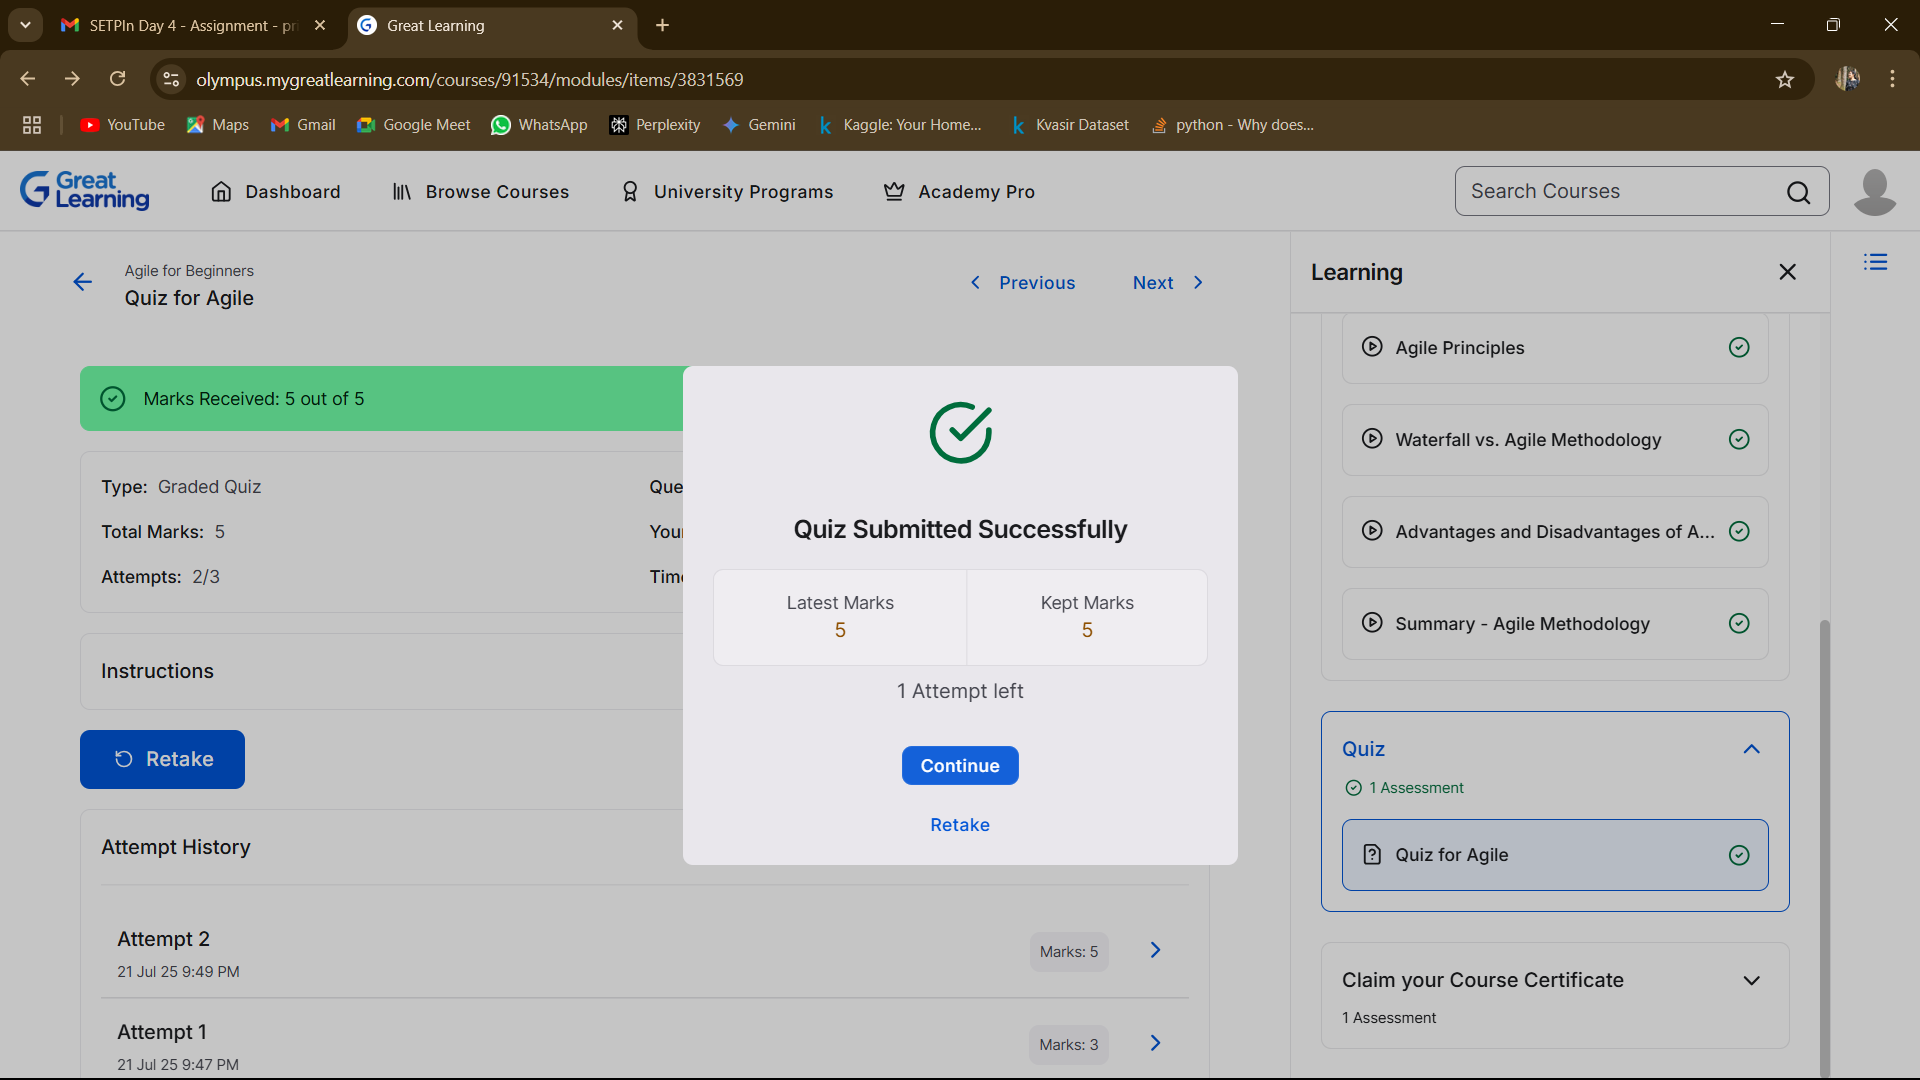 SETPIn Day 4 - Assignment - pr
Great Learning
olympus.mygreatlearning.com/courses/91534/modules/items/3831569
YouTube
Maps
Gmail
Google Meet
WhatsApp
Perplexity
Gemini
Kaggle: Your Home...
Kvasir Dataset
python - Why does...
Great Learning
Dashboard
Browse Courses
University Programs
Academy Pro
Search Courses
Agile for Beginners
Quiz for Agile
Previous
Next
Marks Received: 5 out of 5
Type: Graded Quiz
Total Marks: 5
Attempts: 2/3
Que
You
Tim
Instructions
Retake
Attempt History
Attempt 2
21 Jul 25 9:49 PM
Marks: 5
Attempt 1
21 Jul 25 9:47 PM
Marks: 3
Quiz Submitted Successfully
Latest Marks
5
Kept Marks
5
1 Attempt left
Continue
Retake
Learning
Agile Principles
Waterfall vs. Agile Methodology
Advantages and Disadvantages of A...
Summary - Agile Methodology
Quiz
1 Assessment
Quiz for Agile
Claim your Course Certificate
1 Assessment